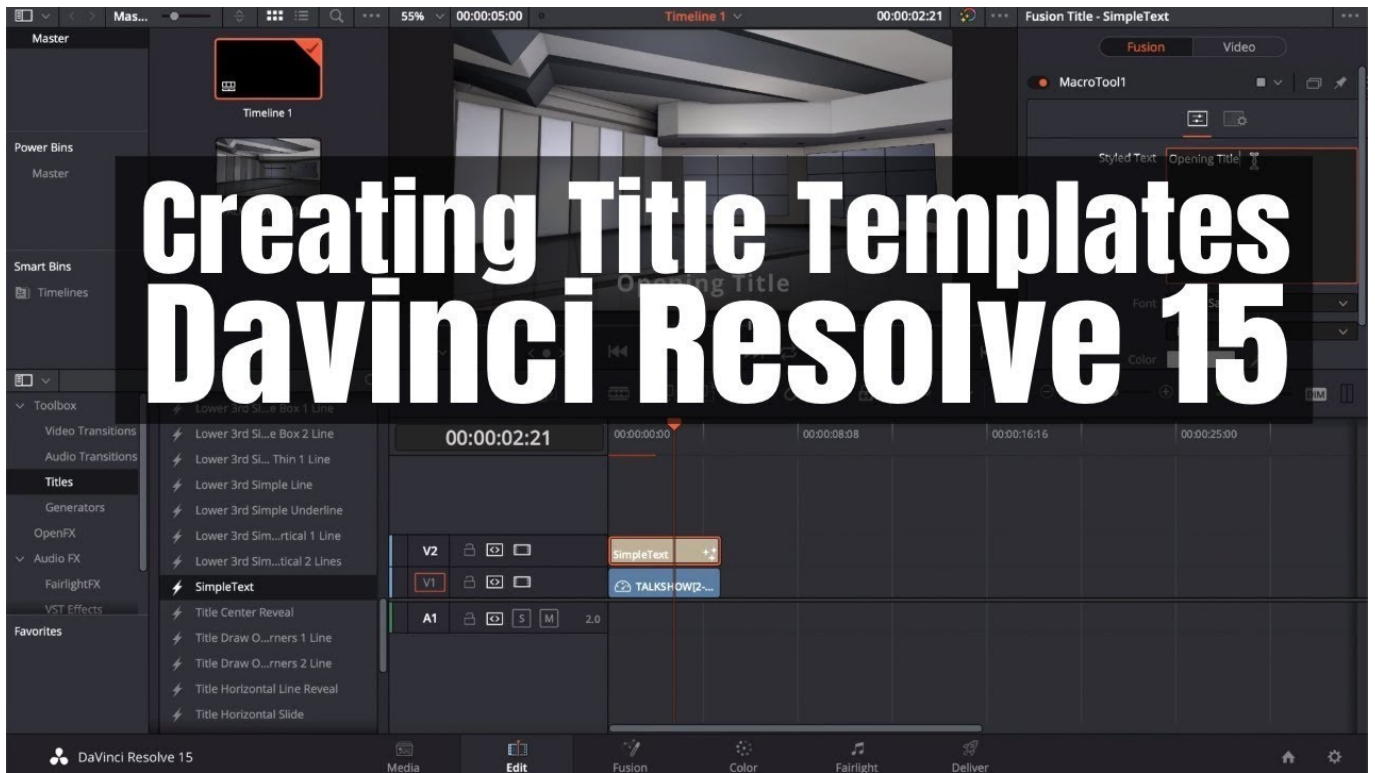 Mas...
55%
00:00:05:00
Timeline 1
00:00:02:21
Fusion Title - SimpleText
Master
Fusion
Video
MacroTool1
Timeline 1
Power Bins
Master
Styled Text
Opening Title
Creating Title Templates
Davinci Resolve 15
Smart Bins
Timelines
Opening Title
Font
Color
DIM
Toolbox
Video Transitions
Audio Transitions
Titles
Generators
OpenFX
Audio FX
FairlightFX
VST Effects
Favorites
Lower 3rd Si...e Box 1 Line
Lower 3rd Si...e Box 2 Line
Lower 3rd Si... Thin 1 Line
Lower 3rd Simple Line
Lower 3rd Simple Underline
Lower 3rd Sim...rtical 1 Line
Lower 3rd Sim...tical 2 Lines
SimpleText
Title Center Reveal
Title Draw O...rners 1 Line
Title Draw O...rners 2 Line
Title Horizontal Line Reveal
Title Horizontal Slide
00:00:02:21
00:00:00:00
00:00:08:08
00:00:16:16
00:00:25:00
V2
SimpleText
V1
TALKSHOW[2-...
A1
S
M
2.0
DaVinci Resolve 15
Media
Edit
Fusion
Color
Fairlight
Deliver